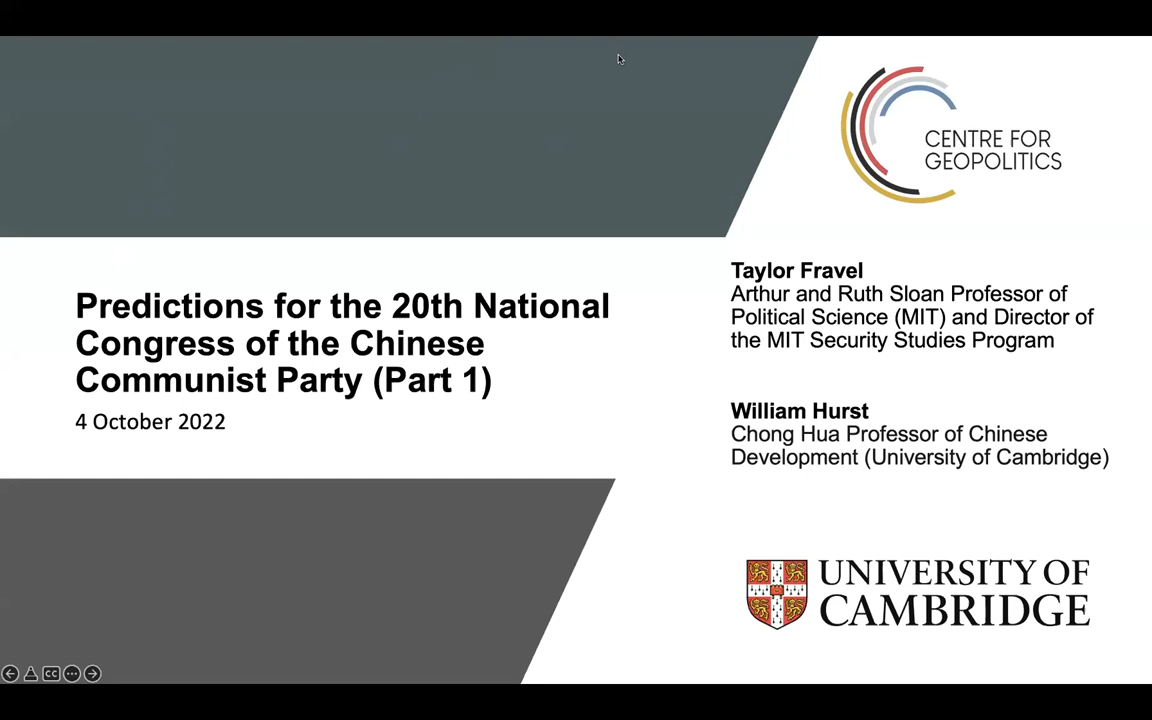 CENTRE FOR
GEOPOLITICS
Predictions for the 20th National
Congress of the Chinese
Communist Party (Part 1)
4 October 2022
Taylor Fravel
Arthur and Ruth Sloan Professor of
Political Science (MIT) and Director of
the MIT Security Studies Program
William Hurst
Chong Hua Professor of Chinese
Development (University of Cambridge)
UNIVERSITY OF
CAMBRIDGE
CC